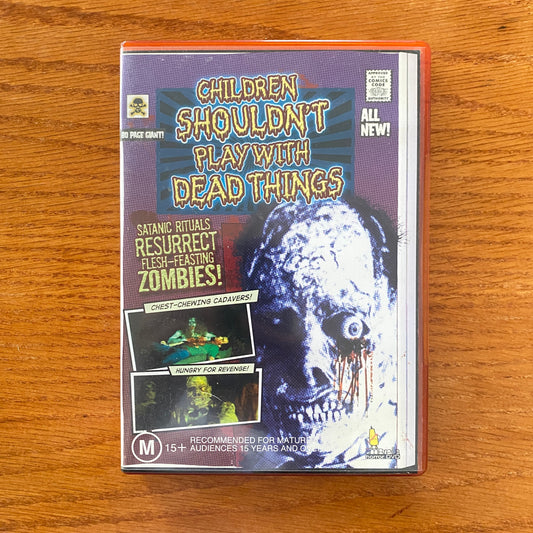 CHILDREN
SHOULDN'T
PLAY WITH
DEAD THINGS
APPROVED
BY THE
COMICS CODE
AUTHORITY
ALL
NEW!
80 PAGE GIANT!
SATANIC RITUALS
RESURRECT
FLESH-FEASTING
ZOMBIES!
CHEST-CHEWING CADAVERS!
HUNGRY FOR REVENGE!
M 15+
RECOMMENDED FOR MATURE
AUDIENCES 15 YEARS AND O